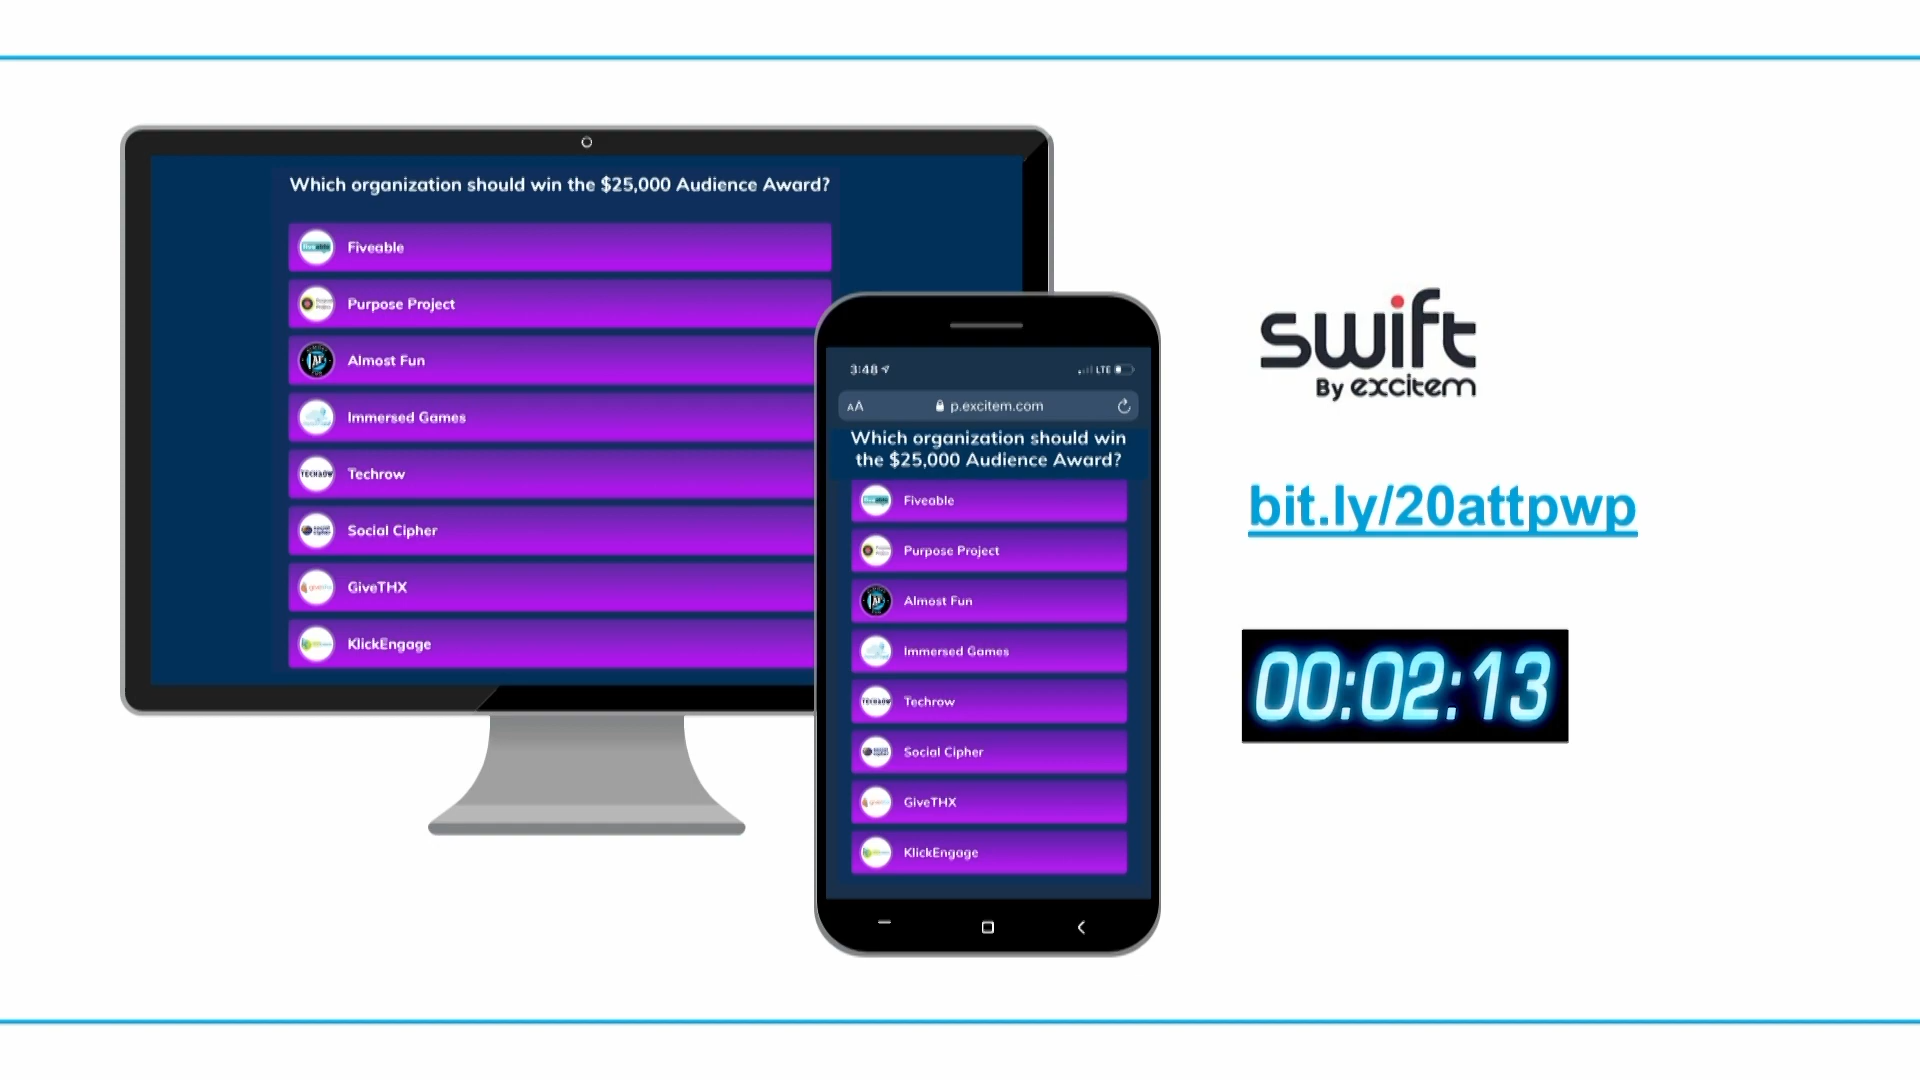 Which organization should win the $25,000 Audience Award?
Fiveable
Purpose Project
Almost Fun
Immersed Games
Techrow
Social Cipher
GiveTHX
KlickEngage
3:48
LTE
AA
p.excitem.com
Which organization should win
the $25,000 Audience Award?
Fiveable
Purpose Project
Almost Fun
Immersed Games
Techrow
Social Cipher
GiveTHX
KlickEngage
swift
By excitem
bit.ly/20attpwp
00:02:13